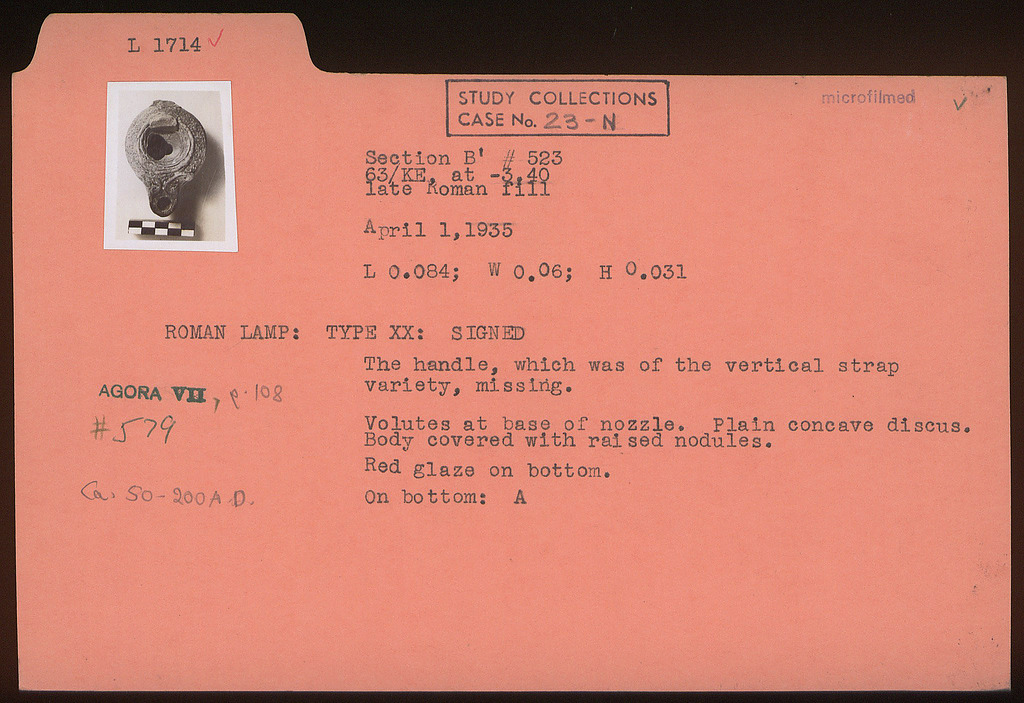 L 1714 ✓
STUDY COLLECTIONS
CASE No. 23-N
microfilmed ✓
Section B' # 523
63/KE, at -3.40
late Roman fill
April 1,1935
L 0.084; W 0.06; H 0.031
ROMAN LAMP: TYPE XX: SIGNED
The handle, which was of the vertical strap
variety, missing.
AGORA VII, p.108
#579
Volutes at base of nozzle. Plain concave discus.
Body covered with raised nodules.
Red glaze on bottom.
Ca. 50-200 A.D.
On bottom: A